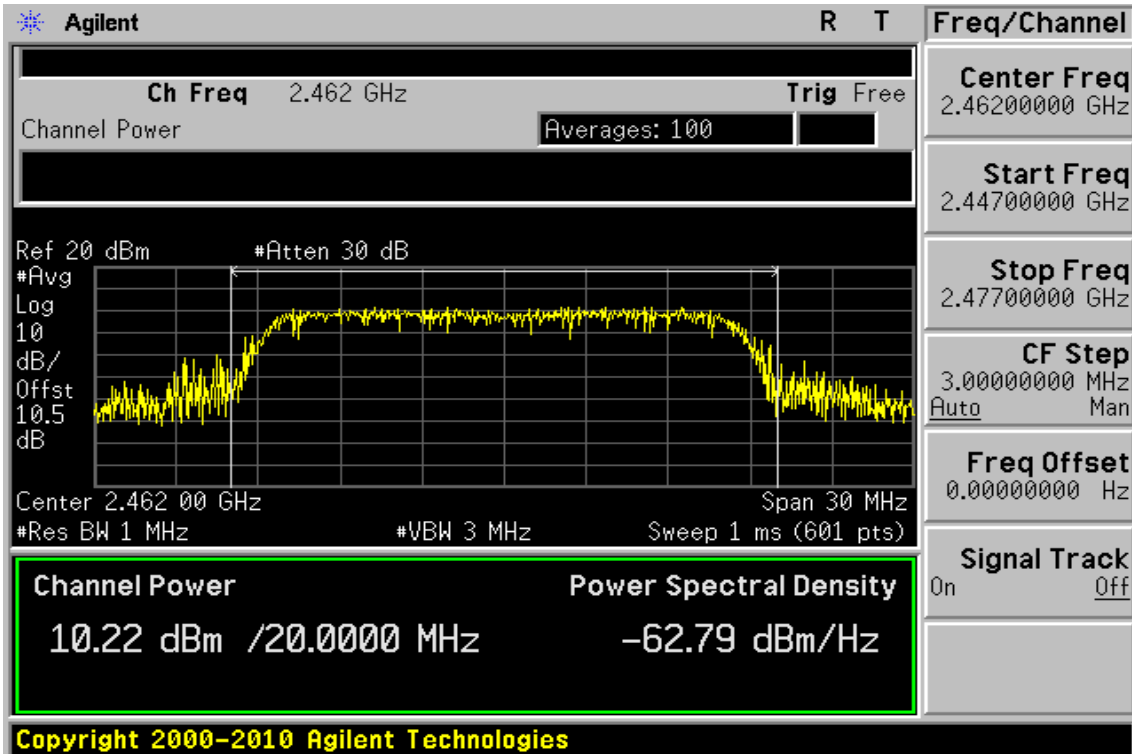 Agilent R T
Freq/Channel
Ch Freq 2.462 GHz Trig Free
Channel Power Averages: 100
Ref 20 dBm #Atten 30 dB
#Avg
Log
10
dB/
Offst
10.5
dB
Center 2.462 00 GHz Span 30 MHz
#Res BW 1 MHz #VBW 3 MHz Sweep 1 ms (601 pts)
Channel Power Power Spectral Density
10.22 dBm /20.0000 MHz -62.79 dBm/Hz
Center Freq
2.46200000 GHz
Start Freq
2.44700000 GHz
Stop Freq
2.47700000 GHz
CF Step
3.00000000 MHz
Auto Man
Freq Offset
0.00000000 Hz
Signal Track
On Off
Copyright 2000-2010 Agilent Technologies